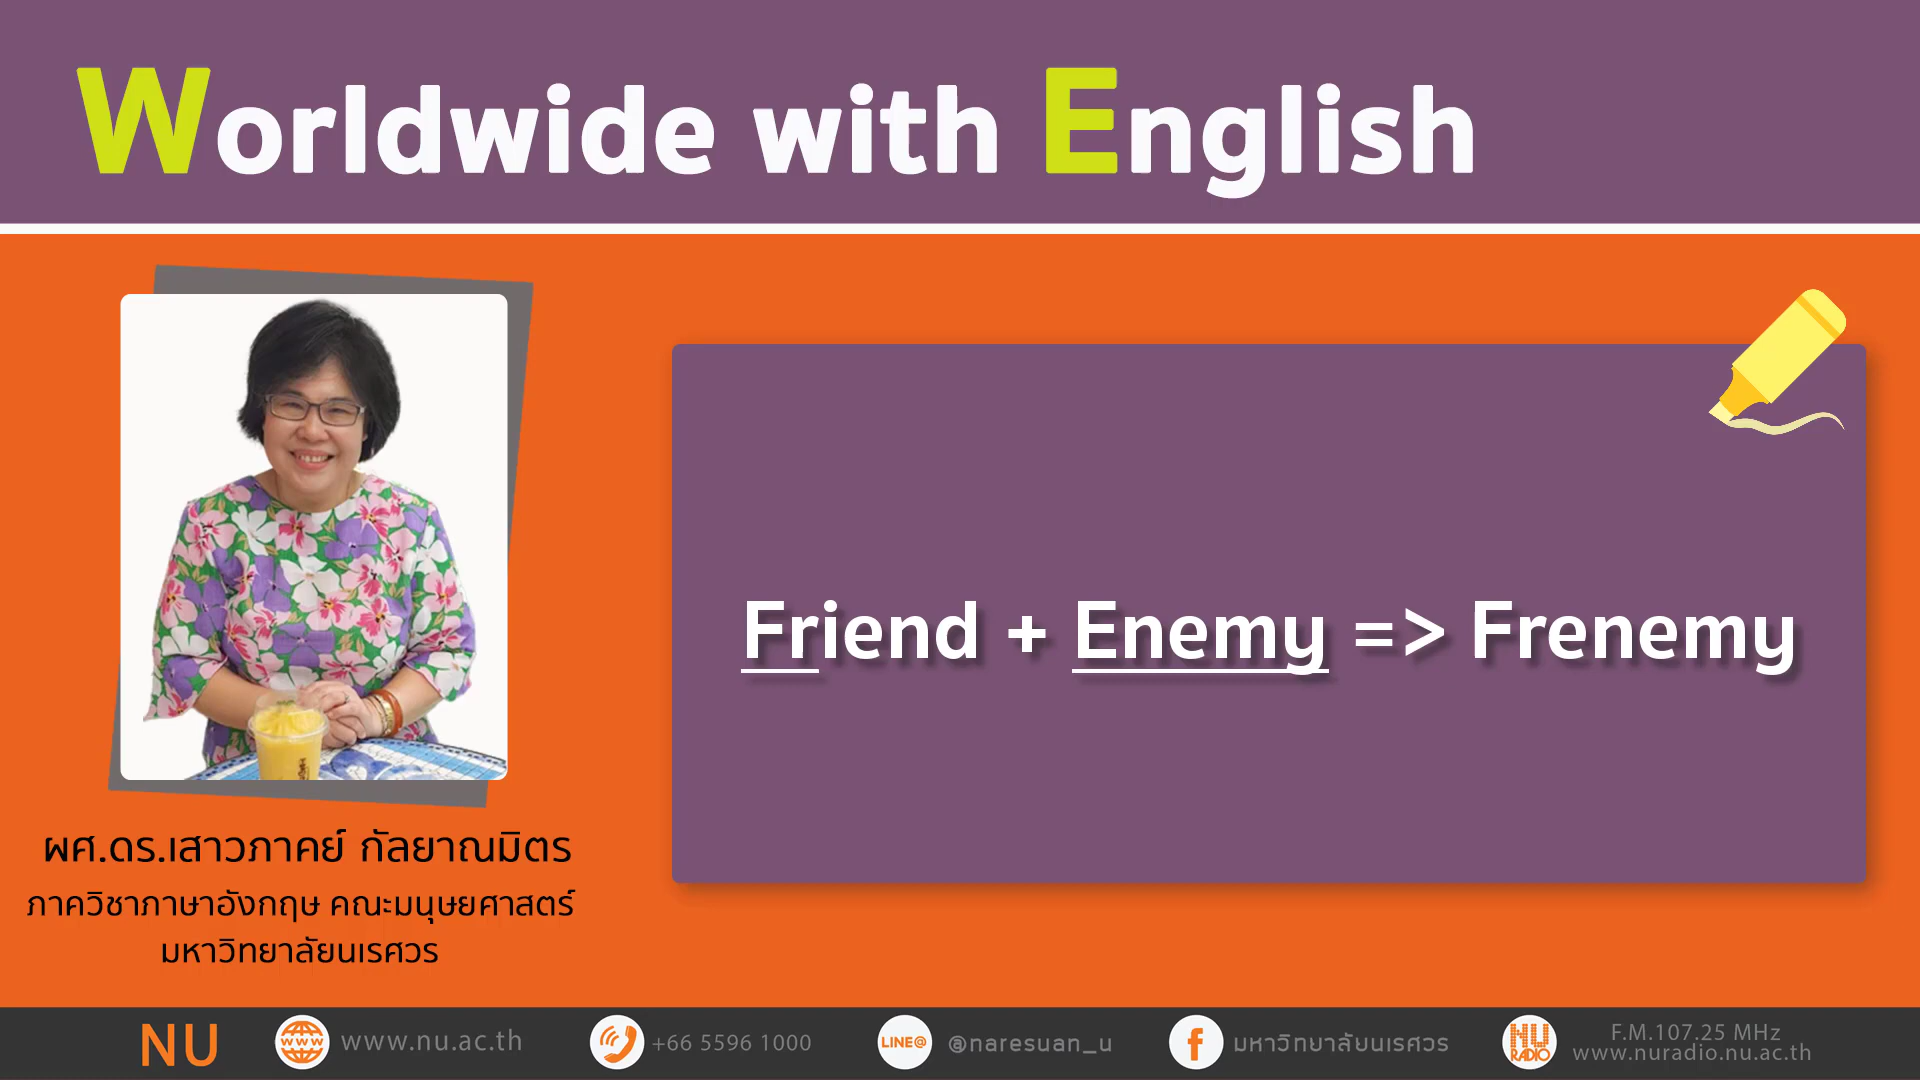 Worldwide with English
Friend + Enemy => Frenemy
ผศ.ดร.เสาวภาคย์ กัลยาณมิตร
ภาควิชาภาษาอังกฤษ คณะมนุษยศาสตร์
มหาวิทยาลัยนเรศวร
NU
www
www.nu.ac.th
+66 5596 1000
LINE@
@naresuan_u
มหาวิทยาลัยนเรศวร
NU
RADIO
F.M.107.25 MHz
www.nuradio.nu.ac.th